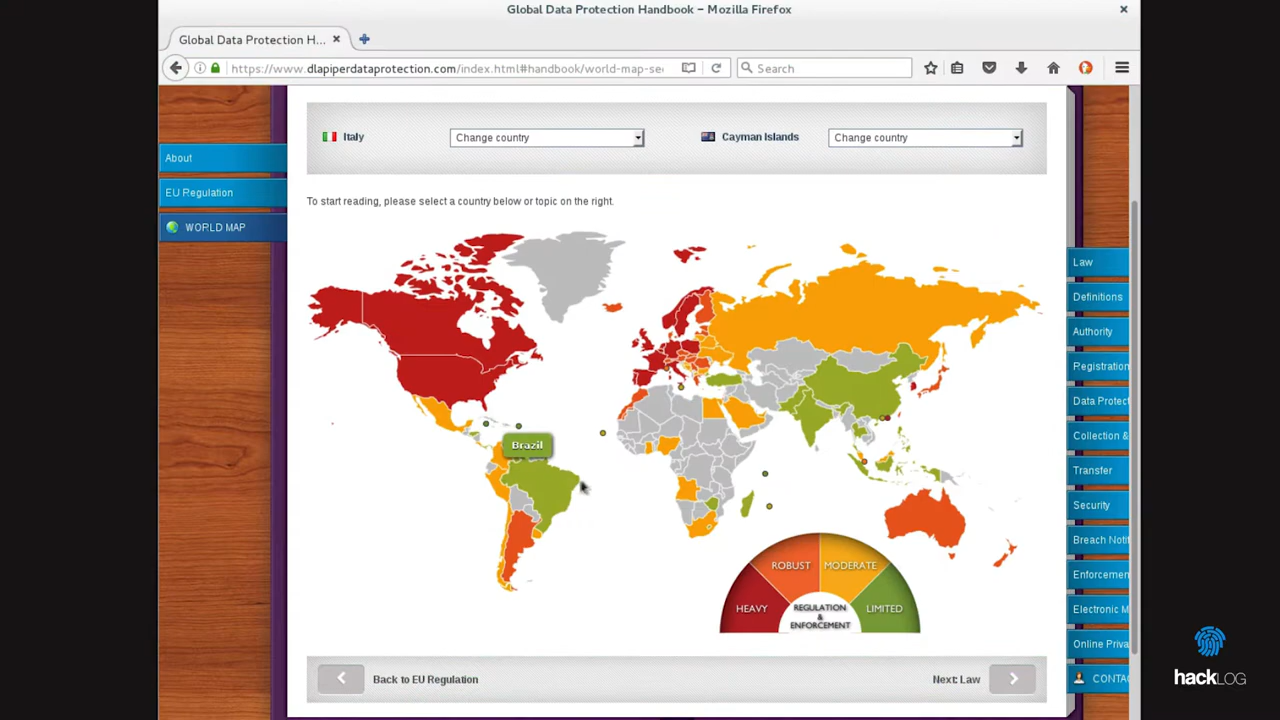 Global Data Protection Handbook – Mozilla Firefox
Global Data Protection H...
https://www.dlapiperdataprotection.com/index.html#handbook/world-map-se
Search
Italy
Change country
Cayman Islands
Change country
About
EU Regulation
WORLD MAP
To start reading, please select a country below or topic on the right.
Law
Definitions
Authority
Registration
Data Protec
Collection &
Transfer
Security
Breach Noti
Enforcemen
Electronic M
Online Priva
CONTAC
Brazil
HEAVY
ROBUST
MODERATE
LIMITED
REGULATION
&
ENFORCEMENT
Back to EU Regulation
Next: Law
hackLOG